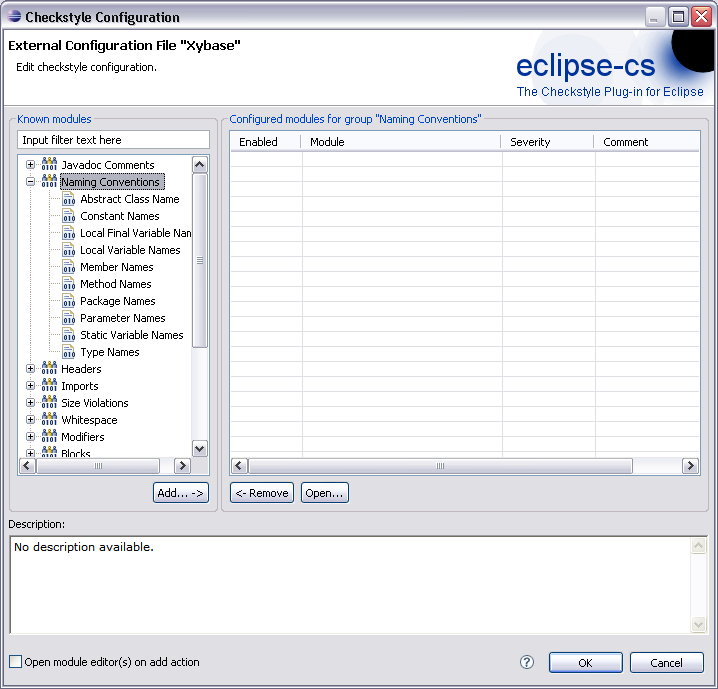 Checkstyle Configuration
External Configuration File "Xybase"
Edit checkstyle configuration.
eclipse-cs
The Checkstyle Plug-in for Eclipse
Known modules
Input filter text here
Javadoc Comments
Naming Conventions
Abstract Class Name
Constant Names
Local Final Variable Nan
Local Variable Names
Member Names
Method Names
Package Names
Parameter Names
Static Variable Names
Type Names
Headers
Imports
Size Violations
Whitespace
Modifiers
Blocks
Add... ->
Configured modules for group "Naming Conventions"
Enabled Module Severity Comment
<- Remove Open...
Description:
No description available.
Open module editor(s) on add action
? OK Cancel